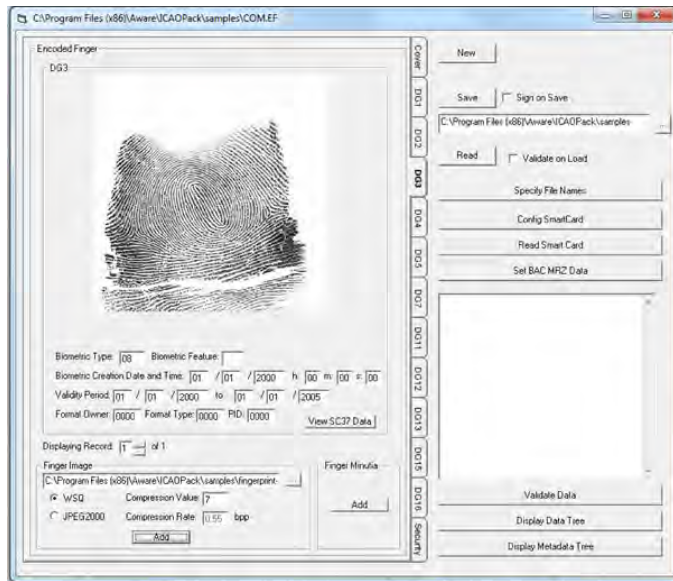 C:\Program Files (x86)\Aware\ICAOPack\samples\COM.EF
Encoded Finger
DG3
Biometric Type: 08 Biometric Feature:
Biometric Creation Date and Time: 01 / 01 / 2000 h: 00 m: 00 s: 00
Validity Period: 01 / 01 / 2000 to 01 / 01 / 2005
Format Owner: 0000 Format Type: 0000 PID: 0000
View SC37 Data
Displaying Record: 1 of 1
Finger Image
C:\Program Files (x86)\Aware\ICAOPack\samples\fingerprint- ...
WSQ Compression Value: 7
JPEG2000 Compression Rate: 0.55 bpp
Add
Finger Minutia
Add
Cover
DG1
DG2
DG3
DG4
DG5
DG7
DG11
DG12
DG13
DG15
DG16
Security
New
Save Sign on Save
C:\Program Files (x86)\Aware\ICAOPack\samples- ...
Read Validate on Load
Specify File Names
Config SmartCard
Read Smart Card
Set BAC MRZ Data
Validate Data
Display Data Tree
Display Metadata Tree